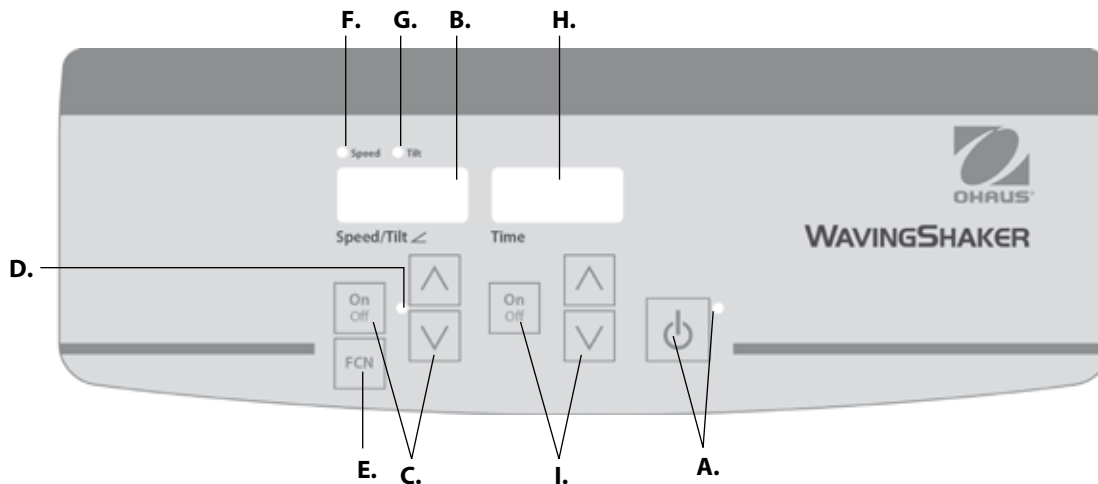 F. G. B. H.
Speed Tilt
OHAUS
Speed/Tilt Time
WAVINGSHAKER
D.
On
Off
On
Off
FCN
E. C. I. A.